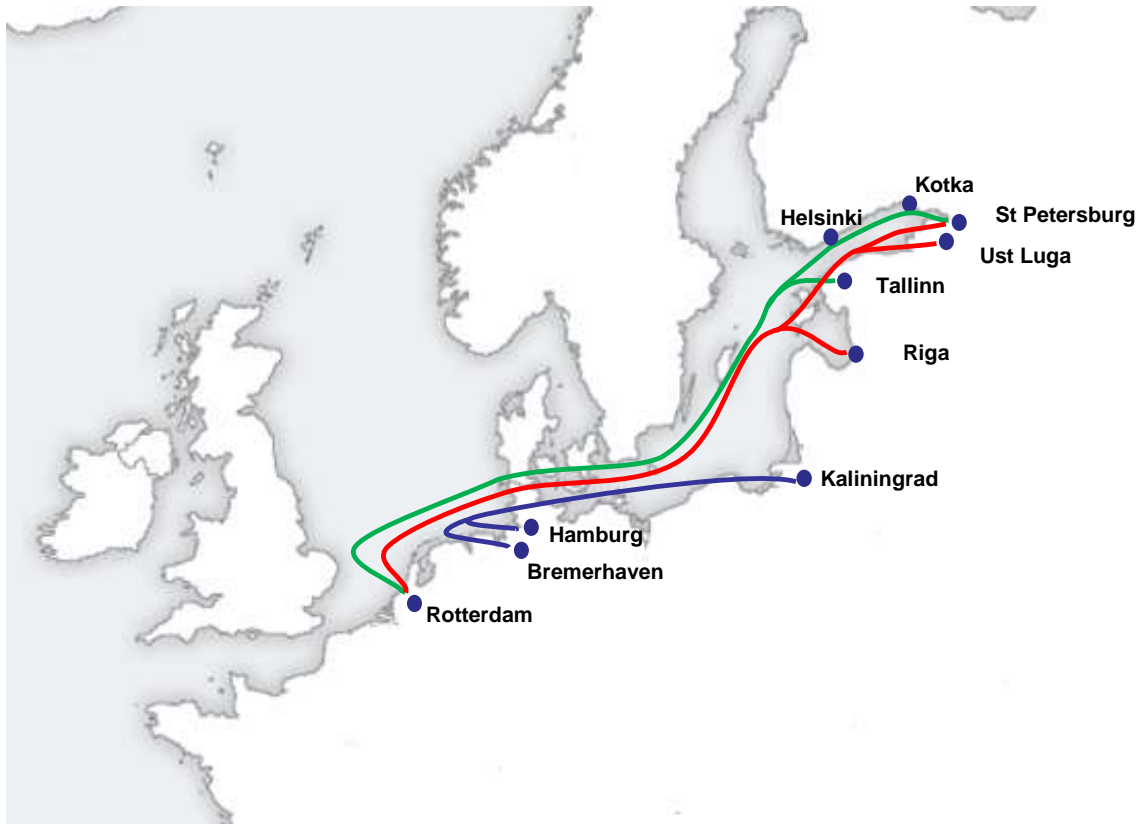 Kotka
Helsinki
St Petersburg
Ust Luga
Tallinn
Riga
Kaliningrad
Hamburg
Bremerhaven
Rotterdam